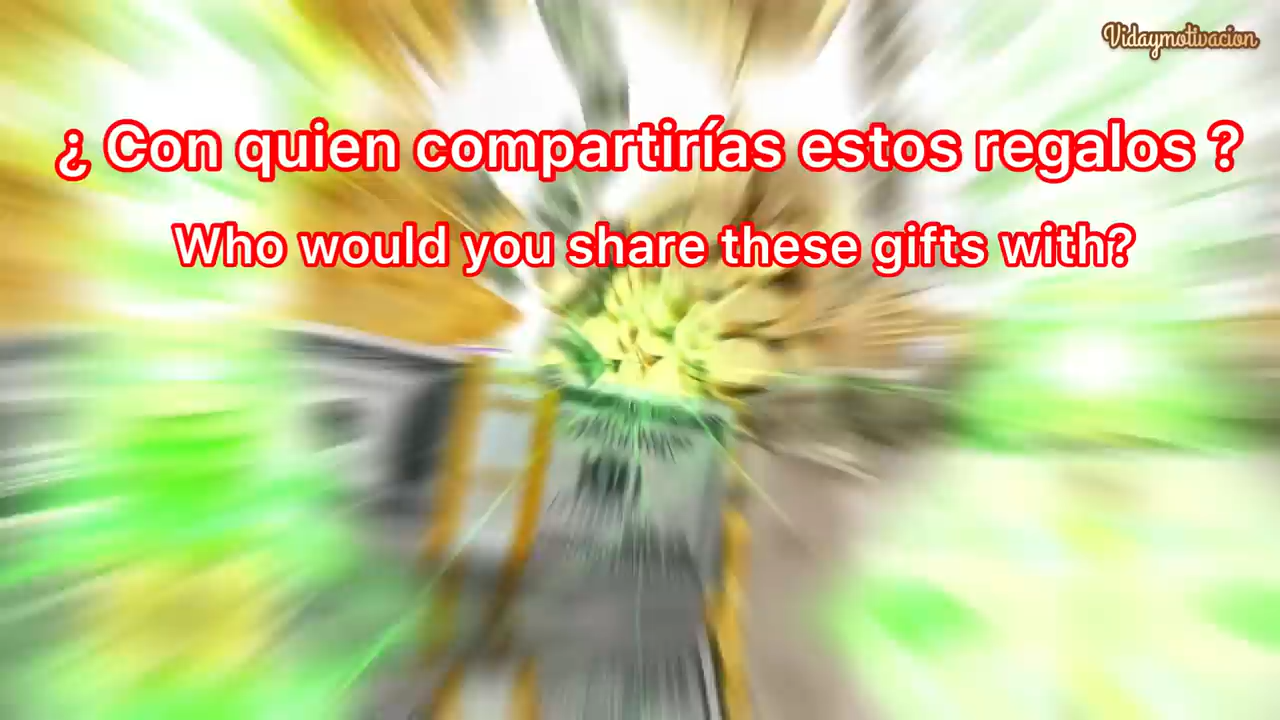 Vidaymotivacion
¿ Con quien compartirías estos regalos ?
Who would you share these gifts with?